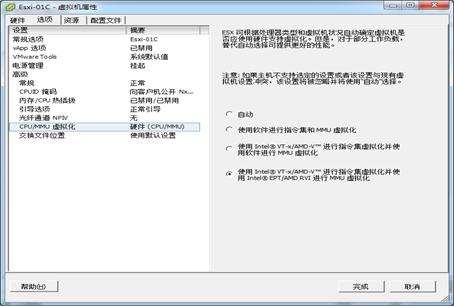 Esxi-01C - 虚拟机属性
硬件 选项 资源 配置文件
设置 摘要
常规选项 Esxi-01C
vApp 选项 已禁用
VMware Tools 系统默认值
电源管理 挂起
高级
常规 正常
CPUID 掩码 向客户机公开 Nx...
内存/CPU 热插拔 已禁用/已禁用
引导选项 正常引导
光纤通道 NPIV 无
CPU/MMU 虚拟化 硬件 (CPU/MMU)
交换文件位置 使用默认设置
ESX 可根据处理器类型和虚拟机状况自动确定虚拟机是
否应使用硬件支持虚拟化。但是，对于部分工作负载，
替代自动选择可提供更好的性能。
注意: 如果主机不支持选定的设置或者该设置与现有虚
拟机设置冲突，该设置将被忽略并将使用“自动”选择。
自动
使用软件进行指令集和 MMU 虚拟化
使用 Intel® VT-x/AMD-V™ 进行指令集虚拟化并使
用软件进行 MMU 虚拟化
使用 Intel® VT-x/AMD-V™ 进行指令集虚拟化并使
用 Intel® EPT/AMD RVI 进行 MMU 虚拟化
帮助(H) 完成 取消